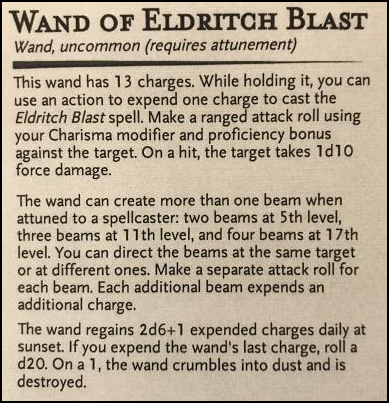 WAND OF ELDRITCH BLAST
Wand, uncommon (requires attunement)
This wand has 13 charges. While holding it, you can
use an action to expend one charge to cast the
Eldritch Blast spell. Make a ranged attack roll using
your Charisma modifier and proficiency bonus
against the target. On a hit, the target takes 1d10
force damage.
The wand can create more than one beam when
attuned to a spellcaster: two beams at 5th level,
three beams at 11th level, and four beams at 17th
level. You can direct the beams at the same target
or at different ones. Make a separate attack roll for
each beam. Each additional beam expends an
additional charge.
The wand regains 2d6+1 expended charges daily at
sunset. If you expend the wand's last charge, roll a
d20. On a 1, the wand crumbles into dust and is
destroyed.